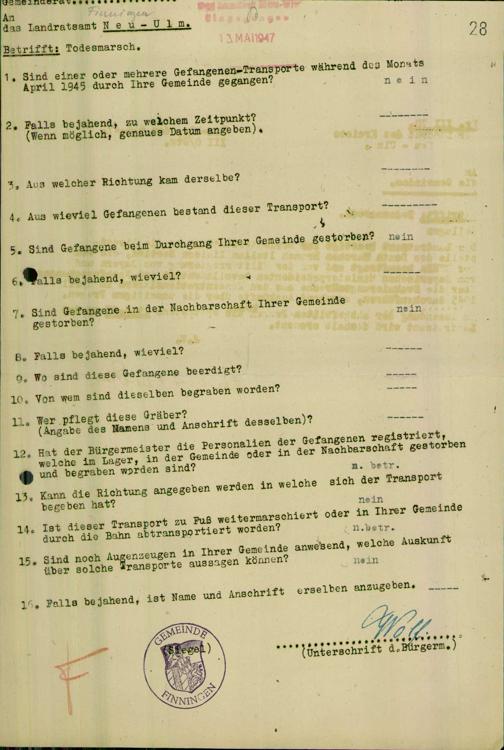 Gemeinderat
Finningen
An
das Landratsamt Neu-Ulm.
Eingegangen
13 MAI 1947
28
Betrifft: Todesmarsch.
1. Sind einer oder mehrere Gefangenen-Transporte während des Monats
April 1945 durch Ihre Gemeinde gegangen? nein
2. Falls bejahend, zu welchem Zeitpunkt? -------
(Wenn möglich, genaues Datum angeben).
3. Aus welcher Richtung kam derselbe? -------
4. Aus wieviel Gefangenen bestand dieser Transport? -------
5. Sind Gefangene beim Durchgang Ihrer Gemeinde gestorben? nein
6. Falls bejahend, wieviel? ------
7. Sind Gefangene in der Nachbarschaft Ihrer Gemeinde nein
gestorben?
8. Falls bejahend, wieviel? ------
9. Wo sind diese Gefangene beerdigt? -----
10. Von wem sind dieselben begraben worden? -----
11. Wer pflegt diese Gräber? ------
(Angabe des Namens und Anschrift desselben)?
12. Hat der Bürgermeister die Personalien der Gefangenen registriert,
welche im Lager, in der Gemeinde oder in der Nachbarschaft gestorben
und begraben worden sind? n. betr.
13. Kann die Richtung angegeben werden in welche sich der Transport
begeben hat? nein
14. Ist dieser Transport zu Fuß weitermarschiert oder in Ihrer Gemeinde
durch die Bahn abtransportiert worden? n.betr.
15. Sind noch Augenzeugen in Ihrer Gemeinde anwesend, welche Auskunft
über solche Transporte aussagen können? nein
16. Falls bejahend, ist Name und Anschrift erselben anzugeben. -----
GEMEINDE
(Siegel)
FINNINGEN
(Unterschrift d.Bürgerm.)
F